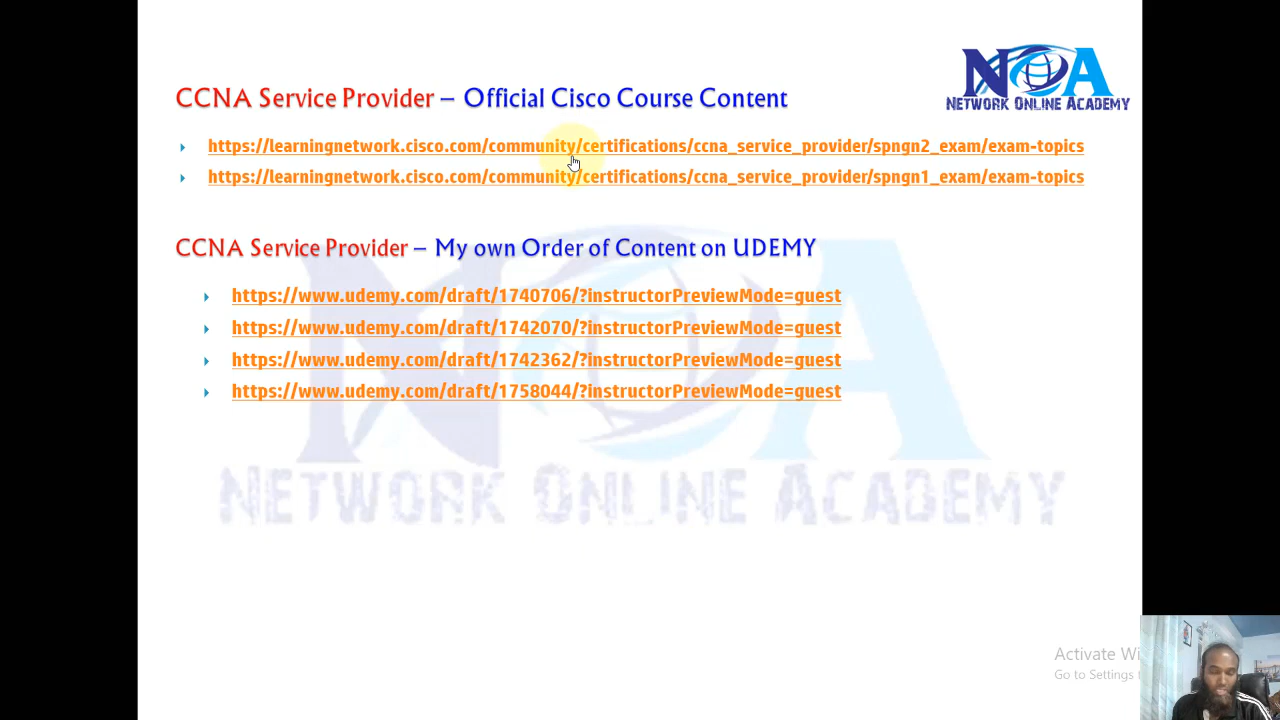 NOA
NETWORK ONLINE ACADEMY
CCNA Service Provider – Official Cisco Course Content
https://learningnetwork.cisco.com/community/certifications/ccna_service_provider/spngn2_exam/exam-topics
https://learningnetwork.cisco.com/community/certifications/ccna_service_provider/spngn1_exam/exam-topics
CCNA Service Provider – My own Order of Content on UDEMY
https://www.udemy.com/draft/1740706/?instructorPreviewMode=guest
https://www.udemy.com/draft/1742070/?instructorPreviewMode=guest
https://www.udemy.com/draft/1742362/?instructorPreviewMode=guest
https://www.udemy.com/draft/1758044/?instructorPreviewMode=guest
NOA
NETWORK ONLINE ACADEMY
Activate Wi
Go to Settings